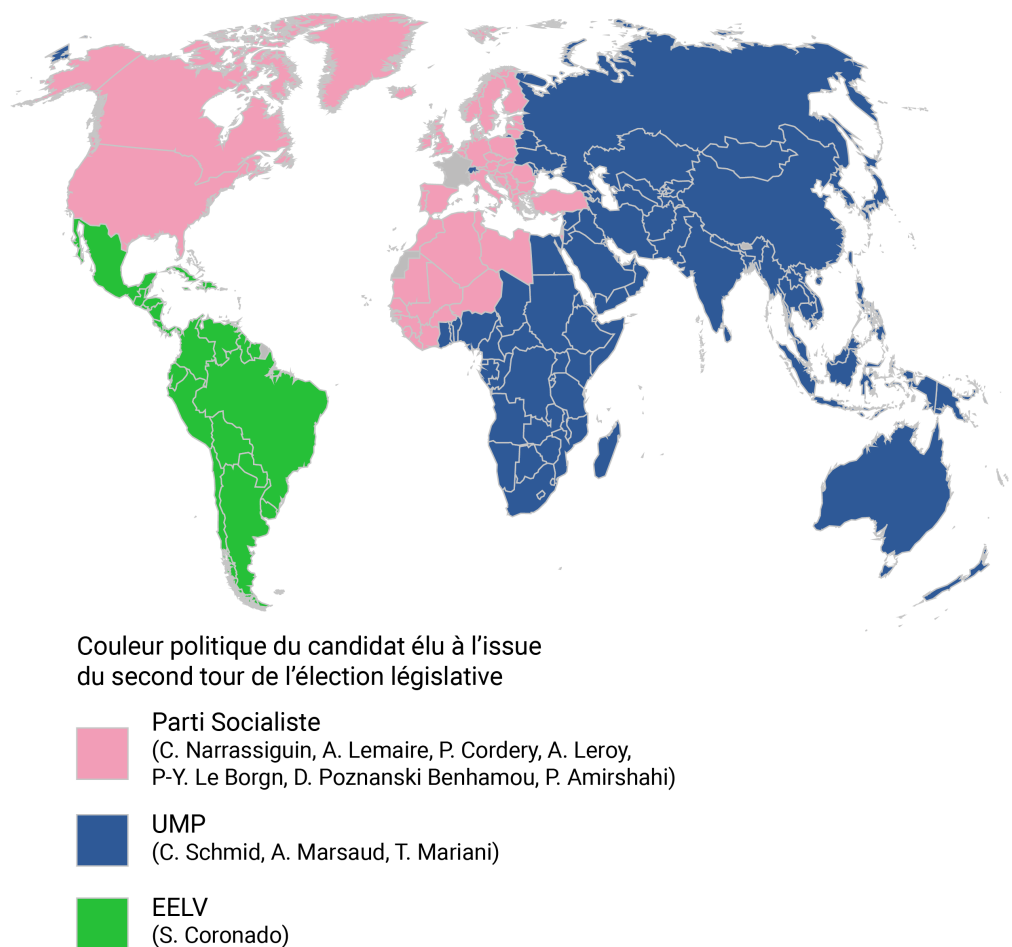 Couleur politique du candidat élu à l’issue
du second tour de l’élection législative
Parti Socialiste
(C. Narrassiguin, A. Lemaire, P. Cordery, A. Leroy,
P-Y. Le Borgn, D. Poznanski Benhamou, P. Amirshahi)
UMP
(C. Schmid, A. Marsaud, T. Mariani)
EELV
(S. Coronado)